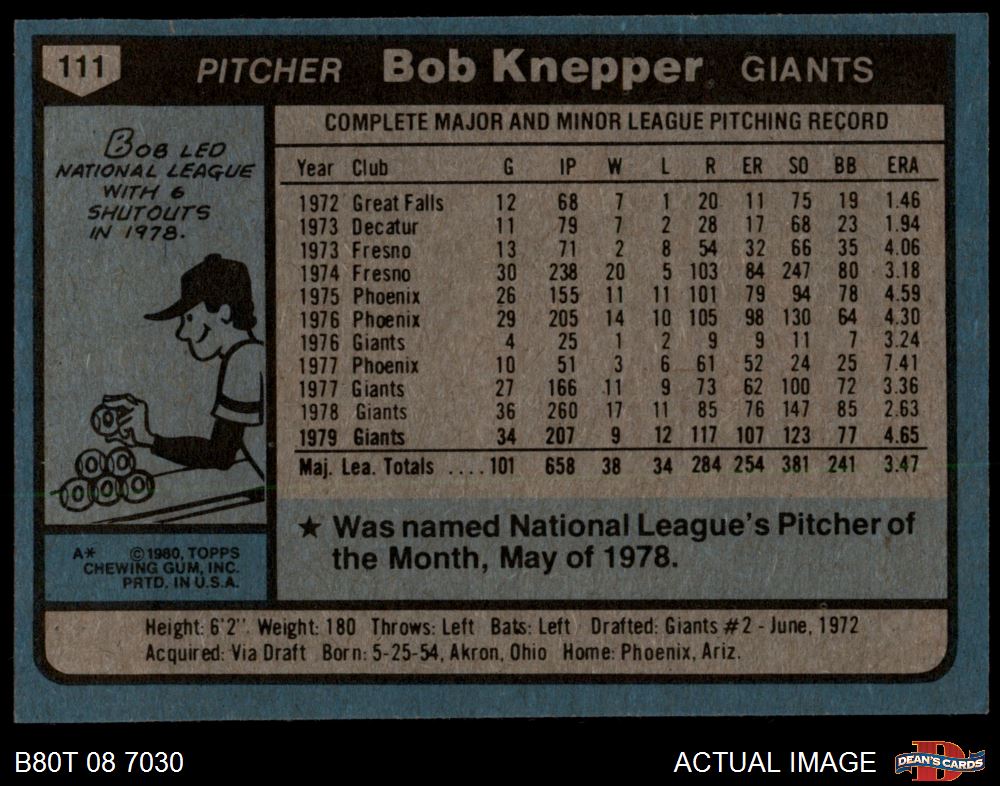 111 PITCHER Bob Knepper GIANTS
BOB LED
NATIONAL LEAGUE
WITH 6
SHUTOUTS
IN 1978.
COMPLETE MAJOR AND MINOR LEAGUE PITCHING RECORD
Year Club G IP W L R ER SO BB ERA
1972 Great Falls 12 68 7 1 20 11 75 19 1.46
1973 Decatur 11 79 7 2 28 17 68 23 1.94
1973 Fresno 13 71 2 8 54 32 66 35 4.06
1974 Fresno 30 238 20 5 103 84 247 80 3.18
1975 Phoenix 26 155 11 11 101 79 94 78 4.59
1976 Phoenix 29 205 14 10 105 98 130 64 4.30
1976 Giants 4 25 1 2 9 9 11 7 3.24
1977 Phoenix 10 51 3 6 61 52 24 25 7.41
1977 Giants 27 166 11 9 73 62 100 72 3.36
1978 Giants 36 260 17 11 85 76 147 85 2.63
1979 Giants 34 207 9 12 117 107 123 77 4.65
Maj. Lea. Totals ....101 658 38 34 284 254 381 241 3.47
★ Was named National League's Pitcher of
the Month, May of 1978.
A* ©1980, TOPPS
CHEWING GUM, INC.
PRTD. IN U.S.A.
Height: 6'2". Weight: 180 Throws: Left Bats: Left Drafted: Giants #2 - June, 1972
Acquired: Via Draft Born: 5-25-54, Akron, Ohio Home: Phoenix, Ariz.
B80T 08 7030
ACTUAL IMAGE
D
DEAN'S CARDS